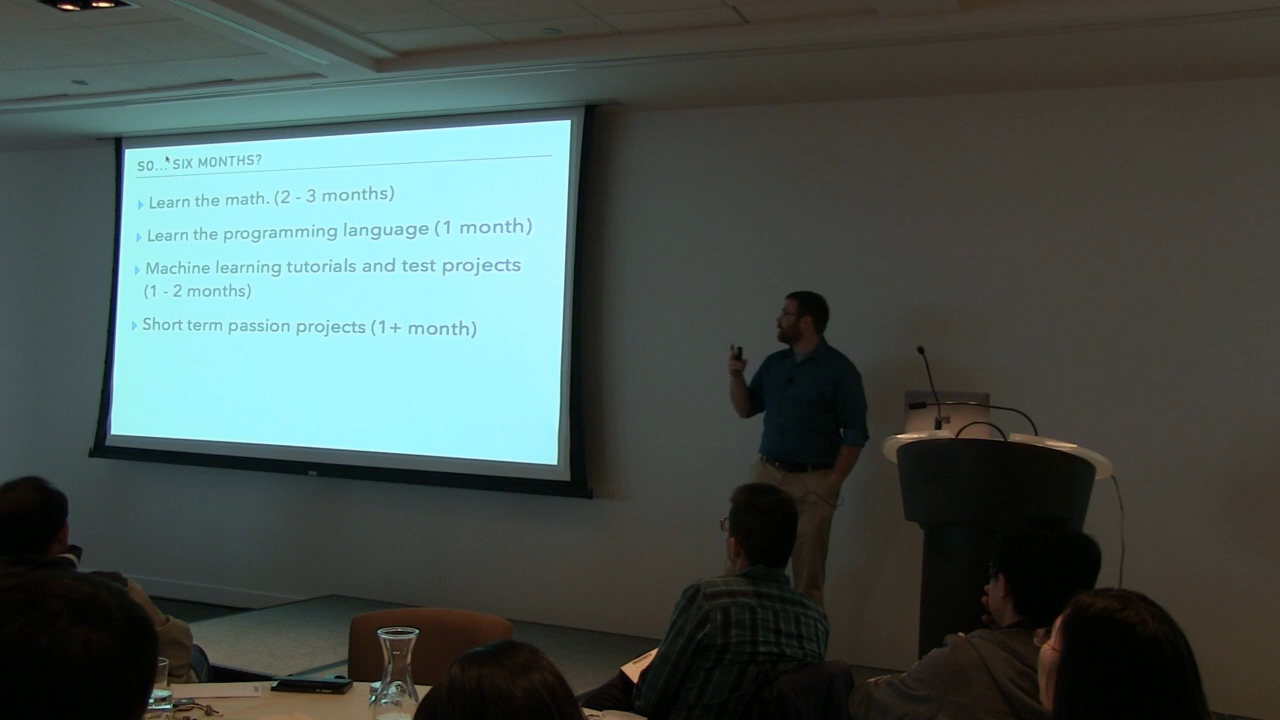 SO... SIX MONTHS?
Learn the math. (2 - 3 months)
Learn the programming language (1 month)
Machine learning tutorials and test projects
(1 - 2 months)
Short term passion projects (1+ month)